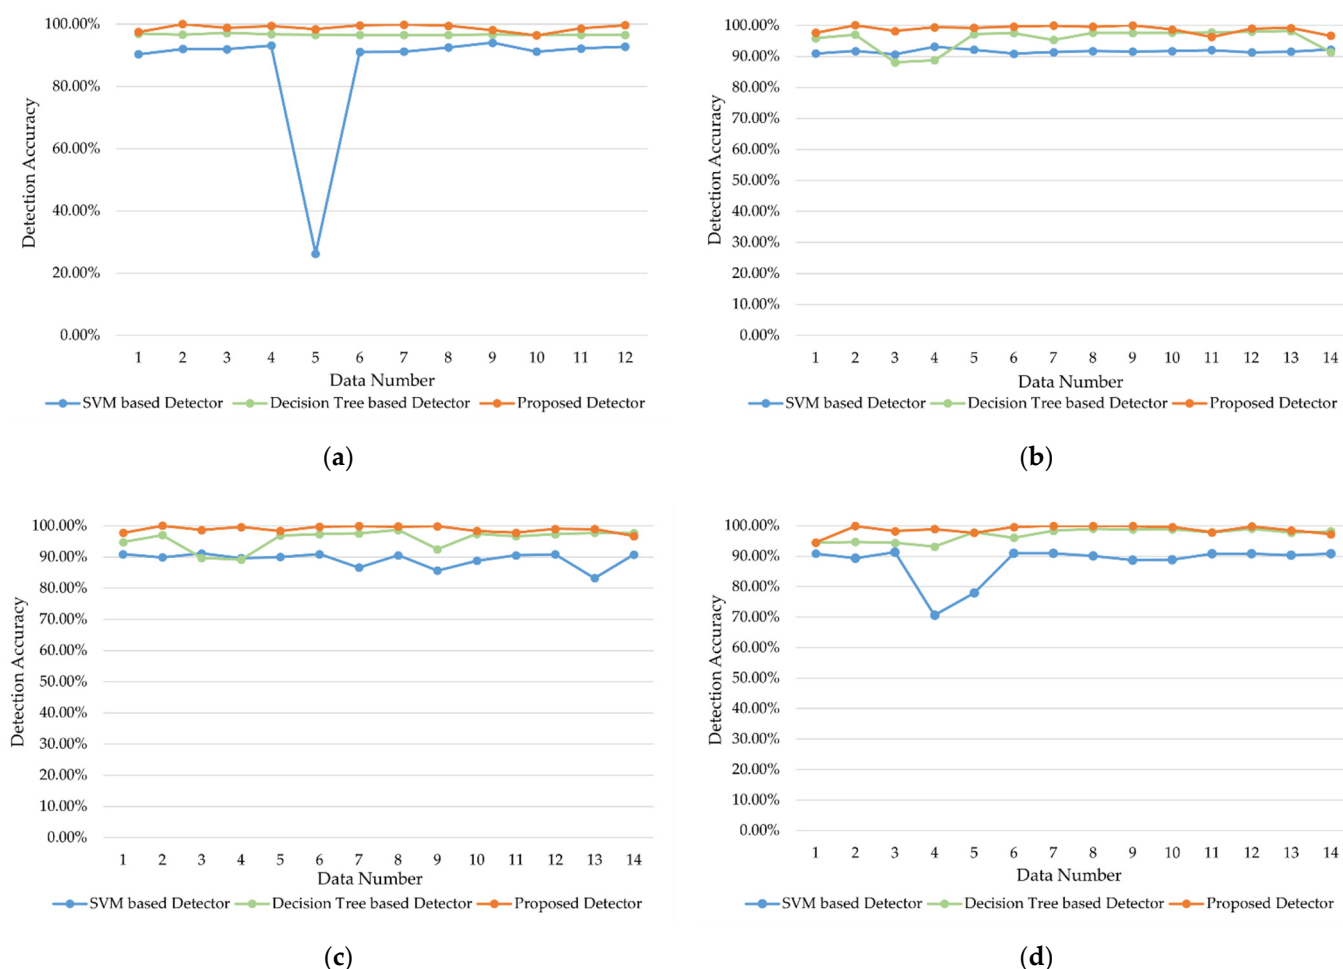 100.00%
80.00%
60.00%
40.00%
20.00%
0.00%
Detection Accuracy
1 2 3 4 5 6 7 8 9 10 11 12
Data Number
SVM based Detector Decision Tree based Detector Proposed Detector
(a)
100.00%
90.00%
80.00%
70.00%
60.00%
50.00%
40.00%
30.00%
20.00%
10.00%
0.00%
Detection Accuracy
1 2 3 4 5 6 7 8 9 10 11 12 13 14
Data Number
SVM based Detector Decision Tree based Detector Proposed Detector
(b)
100.00%
90.00%
80.00%
70.00%
60.00%
50.00%
40.00%
30.00%
20.00%
10.00%
0.00%
Detection Accuracy
1 2 3 4 5 6 7 8 9 10 11 12 13 14
Data Number
SVM based Detector Decision Tree based Detector Proposed Detector
(c)
100.00%
90.00%
80.00%
70.00%
60.00%
50.00%
40.00%
30.00%
20.00%
10.00%
0.00%
Detection Accuracy
1 2 3 4 5 6 7 8 9 10 11 12 13 14
Data Number
SVM based Detector Decision Tree based Detector Proposed Detector
(d)